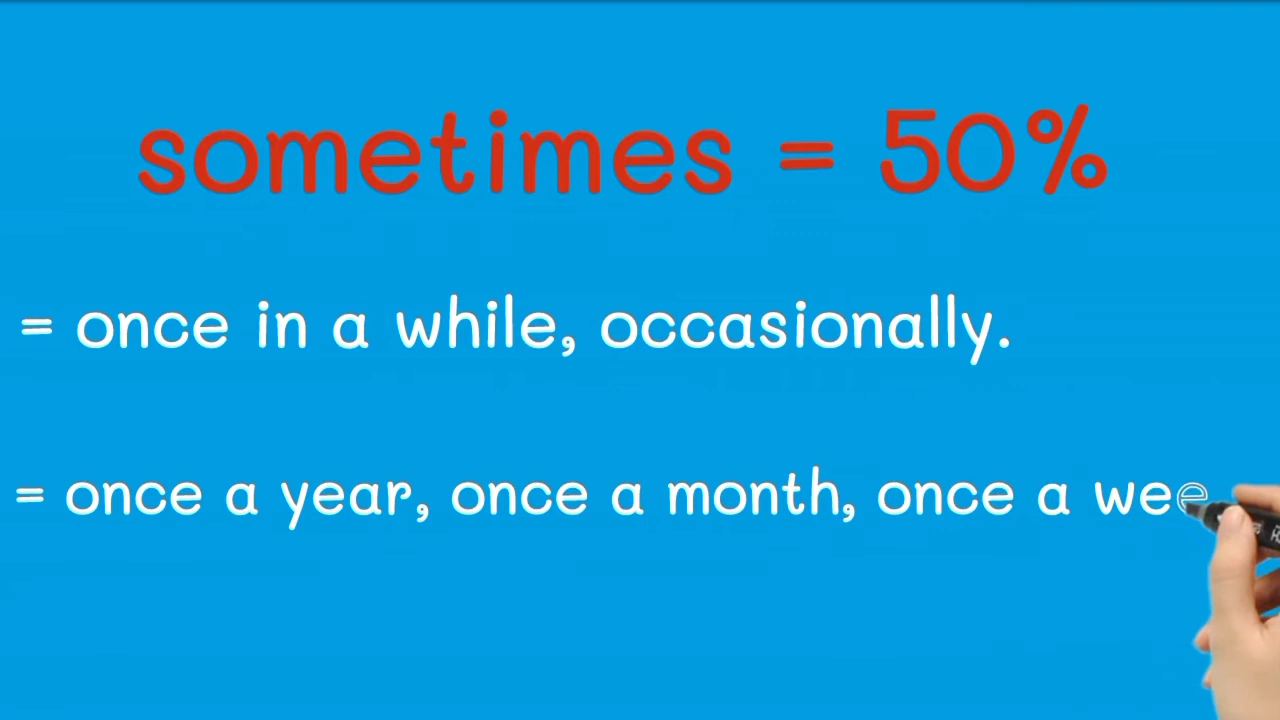 sometimes = 50%
= once in a while, occasionally.
= once a year, once a month, once a wee